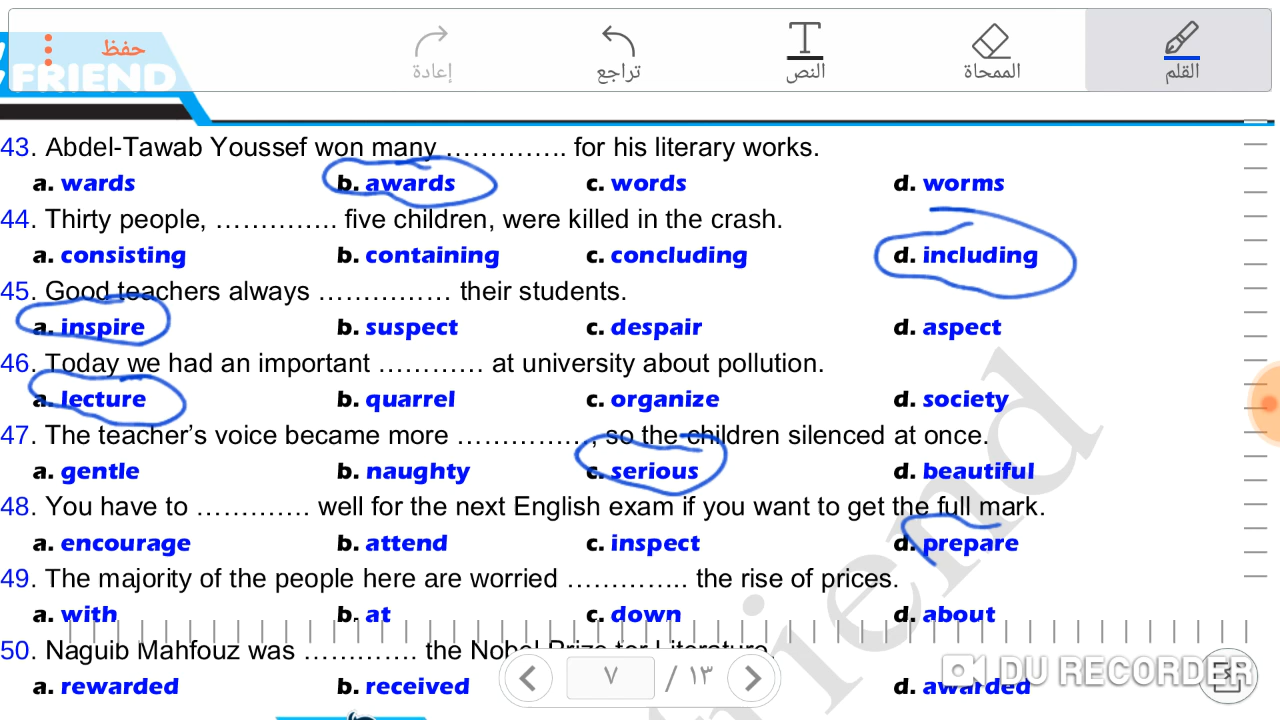 حفظ
إعادة
تراجع
النص
الممحاة
القلم
FRIEND
43. Abdel-Tawab Youssef won many ………….. for his literary works.
a. wards b. awards c. words d. worms
44. Thirty people, ………….. five children, were killed in the crash.
a. consisting b. containing c. concluding d. including
45. Good teachers always …………… their students.
a. inspire b. suspect c. despair d. aspect
46. Today we had an important ………… at university about pollution.
a. lecture b. quarrel c. organize d. society
47. The teacher’s voice became more ……………, so the children silenced at once.
a. gentle b. naughty c. serious d. beautiful
48. You have to …………. well for the next English exam if you want to get the full mark.
a. encourage b. attend c. inspect d. prepare
49. The majority of the people here are worried ………….. the rise of prices.
a. with b. at c. down d. about
50. Naguib Mahfouz was …………. the Nobel Prize for Literature.
a. rewarded b. received d. awarded
٧ / ١٣
DU RECORDER
iend